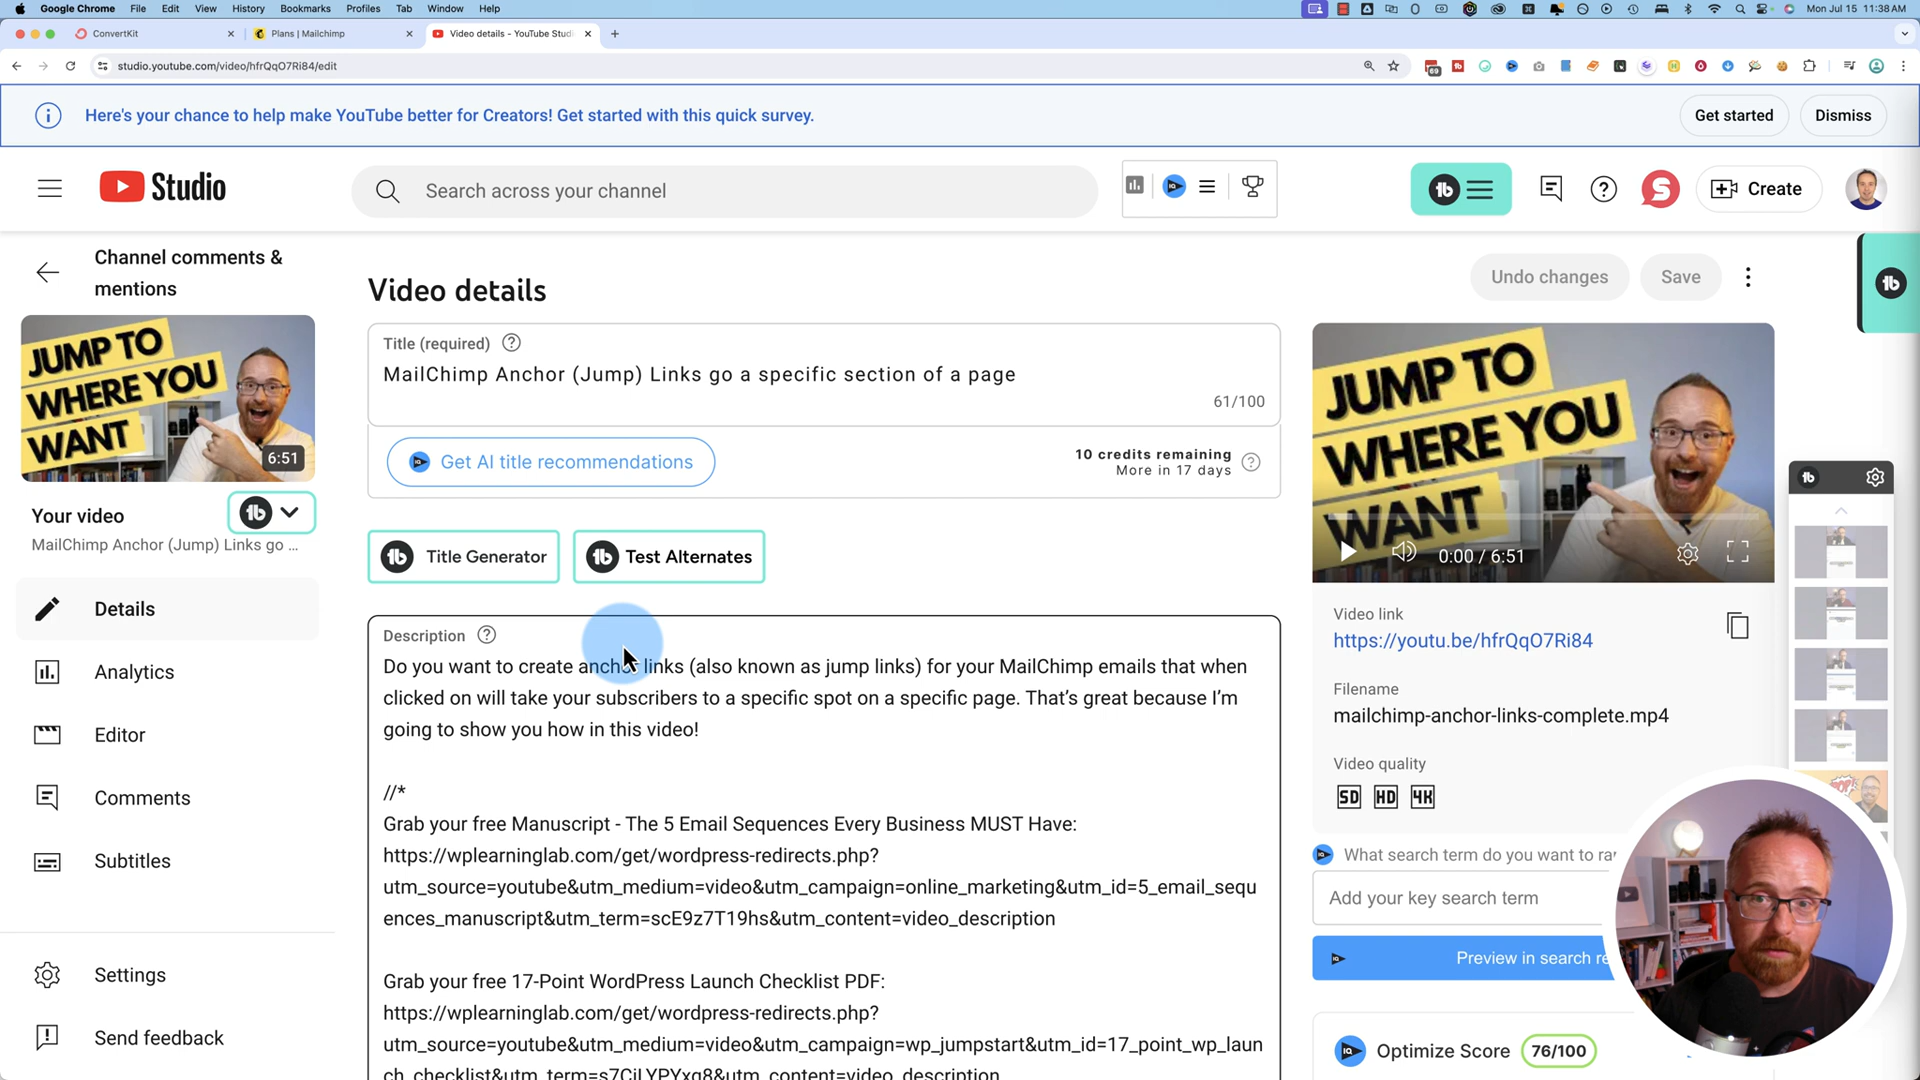 Google Chrome File Edit View History Bookmarks Profiles Tab Window Help Mon Jul 15 11:38 AM
ConvertKit
Plans | Mailchimp
Video details - YouTube Stud
studio.youtube.com/video/hfrQqO7Ri84/edit
69
Here's your chance to help make YouTube better for Creators! Get started with this quick survey.
Get started
Dismiss
Studio
Search across your channel
Create
Channel comments &
mentions
JUMP TO
WHERE YOU
WANT
6:51
Your video
MailChimp Anchor (Jump) Links go ...
Details
Analytics
Editor
Comments
Subtitles
Settings
Send feedback
Video details
Undo changes
Save
Title (required)
MailChimp Anchor (Jump) Links go a specific section of a page
61/100
Get AI title recommendations
10 credits remaining
More in 17 days
Title Generator
Test Alternates
Description
Do you want to create anchor links (also known as jump links) for your MailChimp emails that when
clicked on will take your subscribers to a specific spot on a specific page. That's great because I'm
going to show you how in this video!
//*
Grab your free Manuscript - The 5 Email Sequences Every Business MUST Have:
https://wplearninglab.com/get/wordpress-redirects.php?
utm_source=youtube&utm_medium=video&utm_campaign=online_marketing&utm_id=5_email_sequ
ences_manuscript&utm_term=scE9z7T19hs&utm_content=video_description
Grab your free 17-Point WordPress Launch Checklist PDF:
https://wplearninglab.com/get/wordpress-redirects.php?
utm_source=youtube&utm_medium=video&utm_campaign=wp_jumpstart&utm_id=17_point_wp_laun
ch_checklist&utm_term=s7CjLYPYxg8&utm_content=video_description
JUMP TO
WHERE YOU
WANT
0:00 / 6:51
Video link
https://youtu.be/hfrQqO7Ri84
Filename
mailchimp-anchor-links-complete.mp4
Video quality
SD HD 4K
What search term do you want to ra
Add your key search term
Preview in search re
Optimize Score 76/100